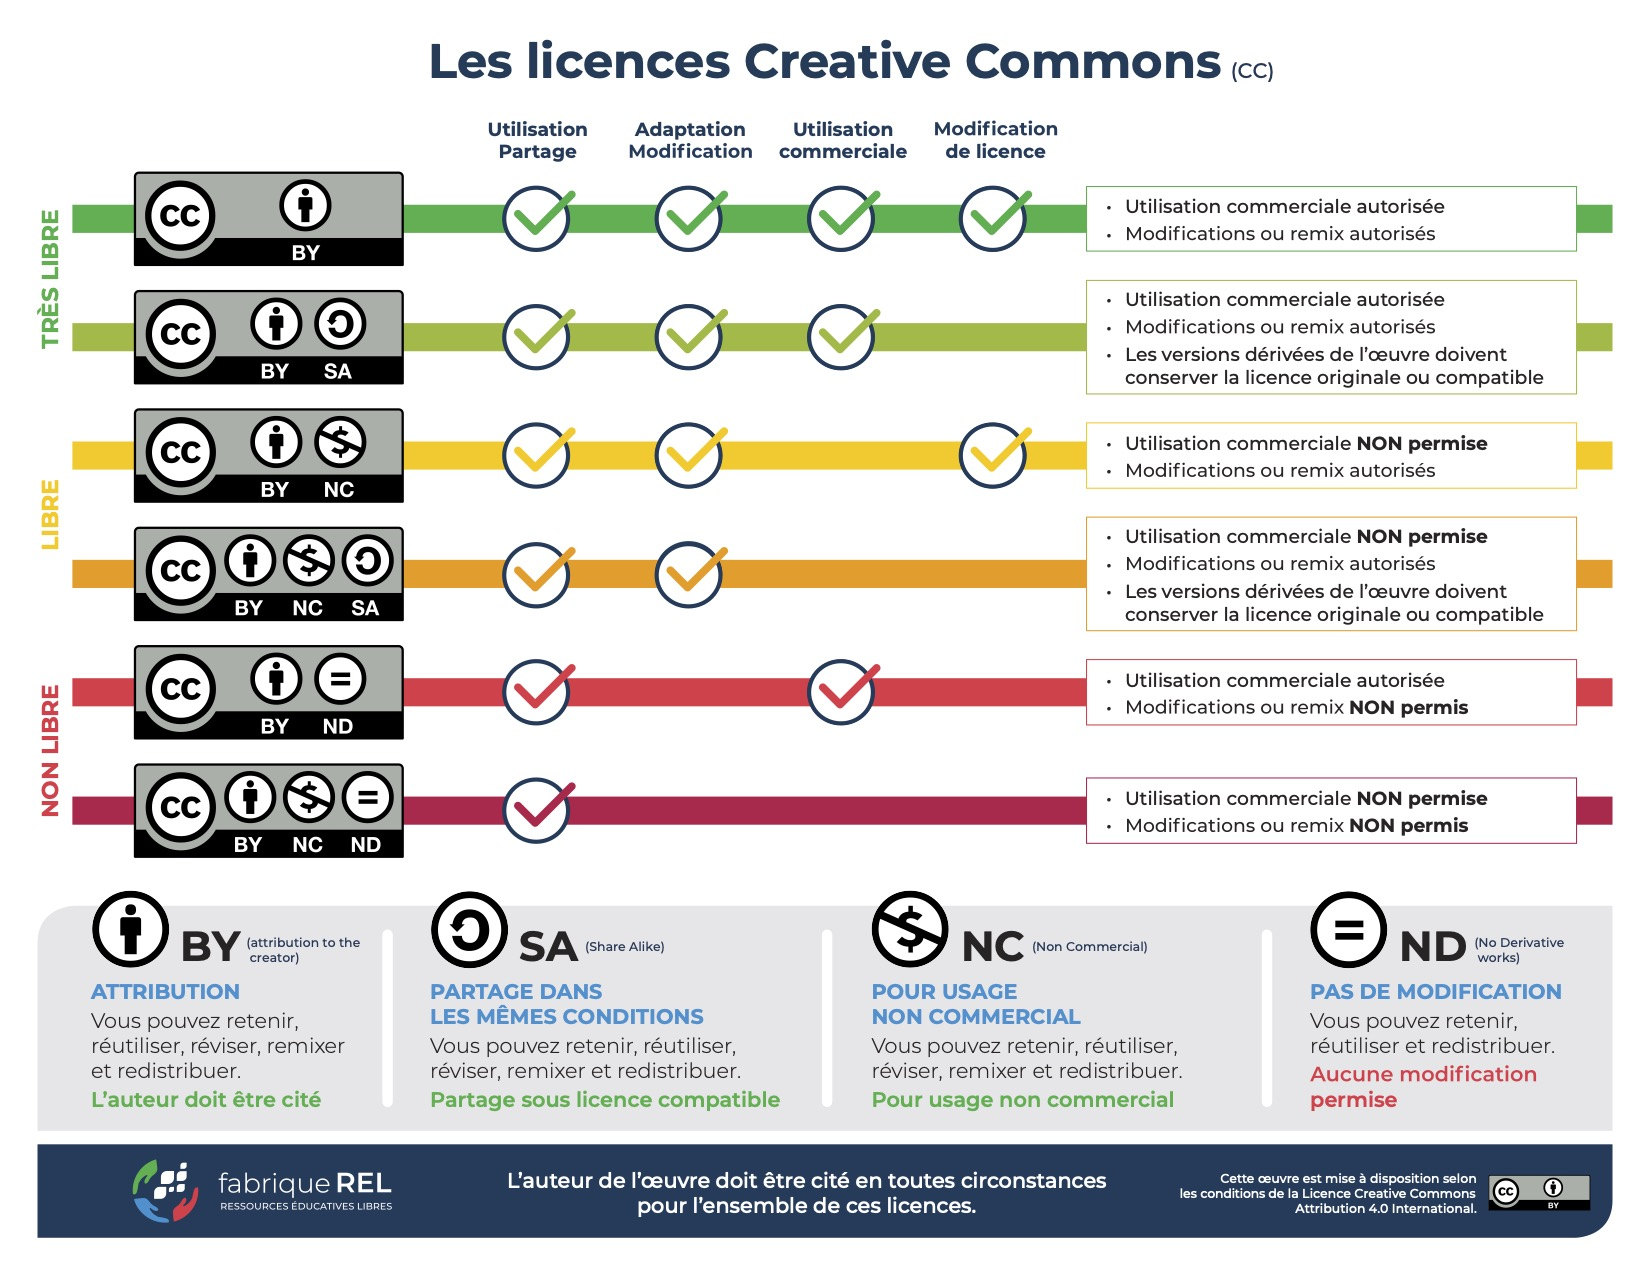 Les licences Creative Commons (CC)
Utilisation
Partage
Adaptation
Modification
Utilisation
commerciale
Modification
de licence
TRÈS LIBRE
cc
BY
• Utilisation commerciale autorisée
• Modifications ou remix autorisés
cc
BY SA
• Utilisation commerciale autorisée
• Modifications ou remix autorisés
• Les versions dérivées de l’œuvre doivent
conserver la licence originale ou compatible
LIBRE
cc
BY NC
• Utilisation commerciale NON permise
• Modifications ou remix autorisés
cc
BY NC SA
• Utilisation commerciale NON permise
• Modifications ou remix autorisés
• Les versions dérivées de l’œuvre doivent
conserver la licence originale ou compatible
NON LIBRE
cc
BY ND
• Utilisation commerciale autorisée
• Modifications ou remix NON permis
cc
BY NC ND
• Utilisation commerciale NON permise
• Modifications ou remix NON permis
BY (attribution to the
creator)
ATTRIBUTION
Vous pouvez retenir,
réutiliser, réviser, remixer
et redistribuer.
L’auteur doit être cité
SA (Share Alike)
PARTAGE DANS
LES MÊMES CONDITIONS
Vous pouvez retenir, réutiliser,
réviser, remixer et redistribuer.
Partage sous licence compatible
NC (Non Commercial)
POUR USAGE
NON COMMERCIAL
Vous pouvez retenir, réutiliser,
réviser, remixer et redistribuer.
Pour usage non commercial
ND (No Derivative
works)
PAS DE MODIFICATION
Vous pouvez retenir,
réutiliser et redistribuer.
Aucune modification
permise
fabrique REL
RESSOURCES ÉDUCATIVES LIBRES
L’auteur de l’œuvre doit être cité en toutes circonstances
pour l’ensemble de ces licences.
Cette œuvre est mise à disposition selon
les conditions de la Licence Creative Commons
Attribution 4.0 International.
cc
BY